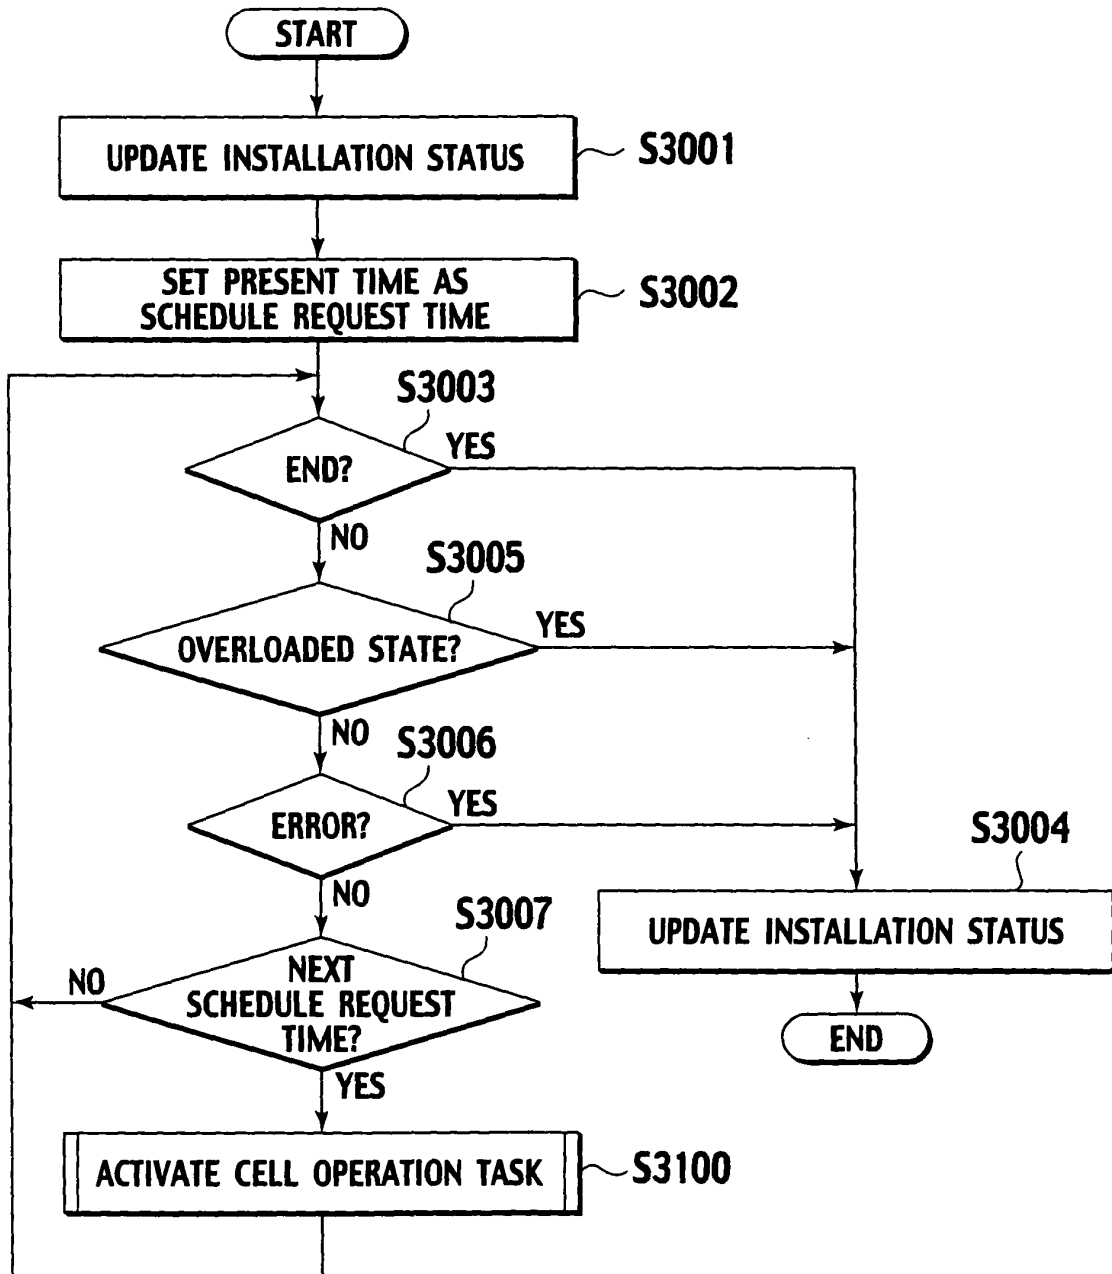 START
UPDATE INSTALLATION STATUS
S3001
SET PRESENT TIME AS
SCHEDULE REQUEST TIME
S3002
S3003
END?
YES
NO
S3005
OVERLOADED STATE?
YES
NO
S3006
ERROR?
YES
NO
S3004
UPDATE INSTALLATION STATUS
END
S3007
NEXT
SCHEDULE REQUEST
TIME?
NO
YES
ACTIVATE CELL OPERATION TASK
S3100